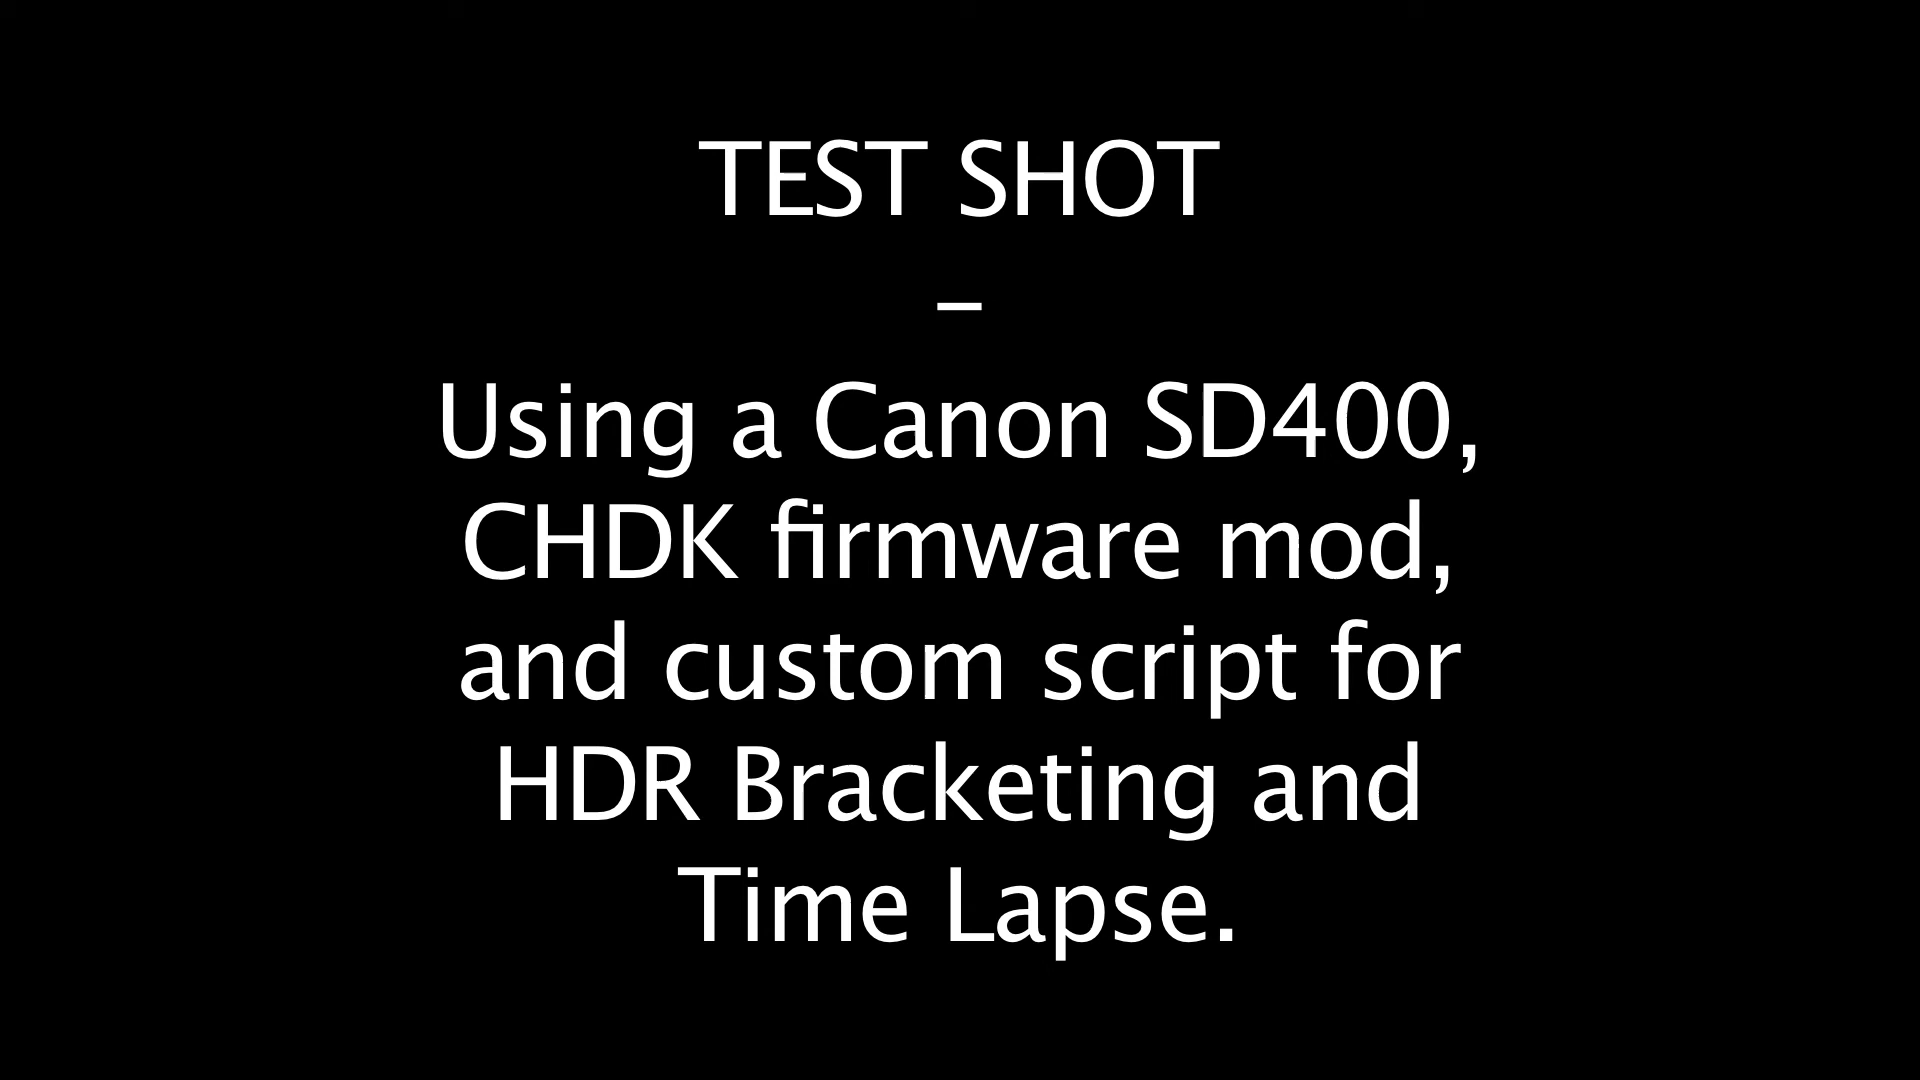 TEST SHOT
–
Using a Canon SD400,
CHDK firmware mod,
and custom script for
HDR Bracketing and
Time Lapse.